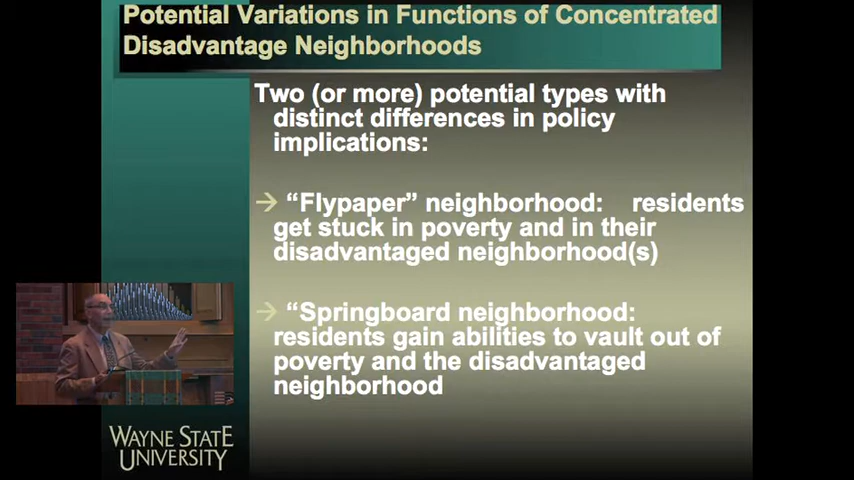 Potential Variations in Functions of Concentrated
Disadvantage Neighborhoods
Two (or more) potential types with
distinct differences in policy
implications:
→ “Flypaper” neighborhood: residents
get stuck in poverty and in their
disadvantaged neighborhood(s)
→ “Springboard neighborhood:
residents gain abilities to vault out of
poverty and the disadvantaged
neighborhood
WAYNE STATE
UNIVERSITY